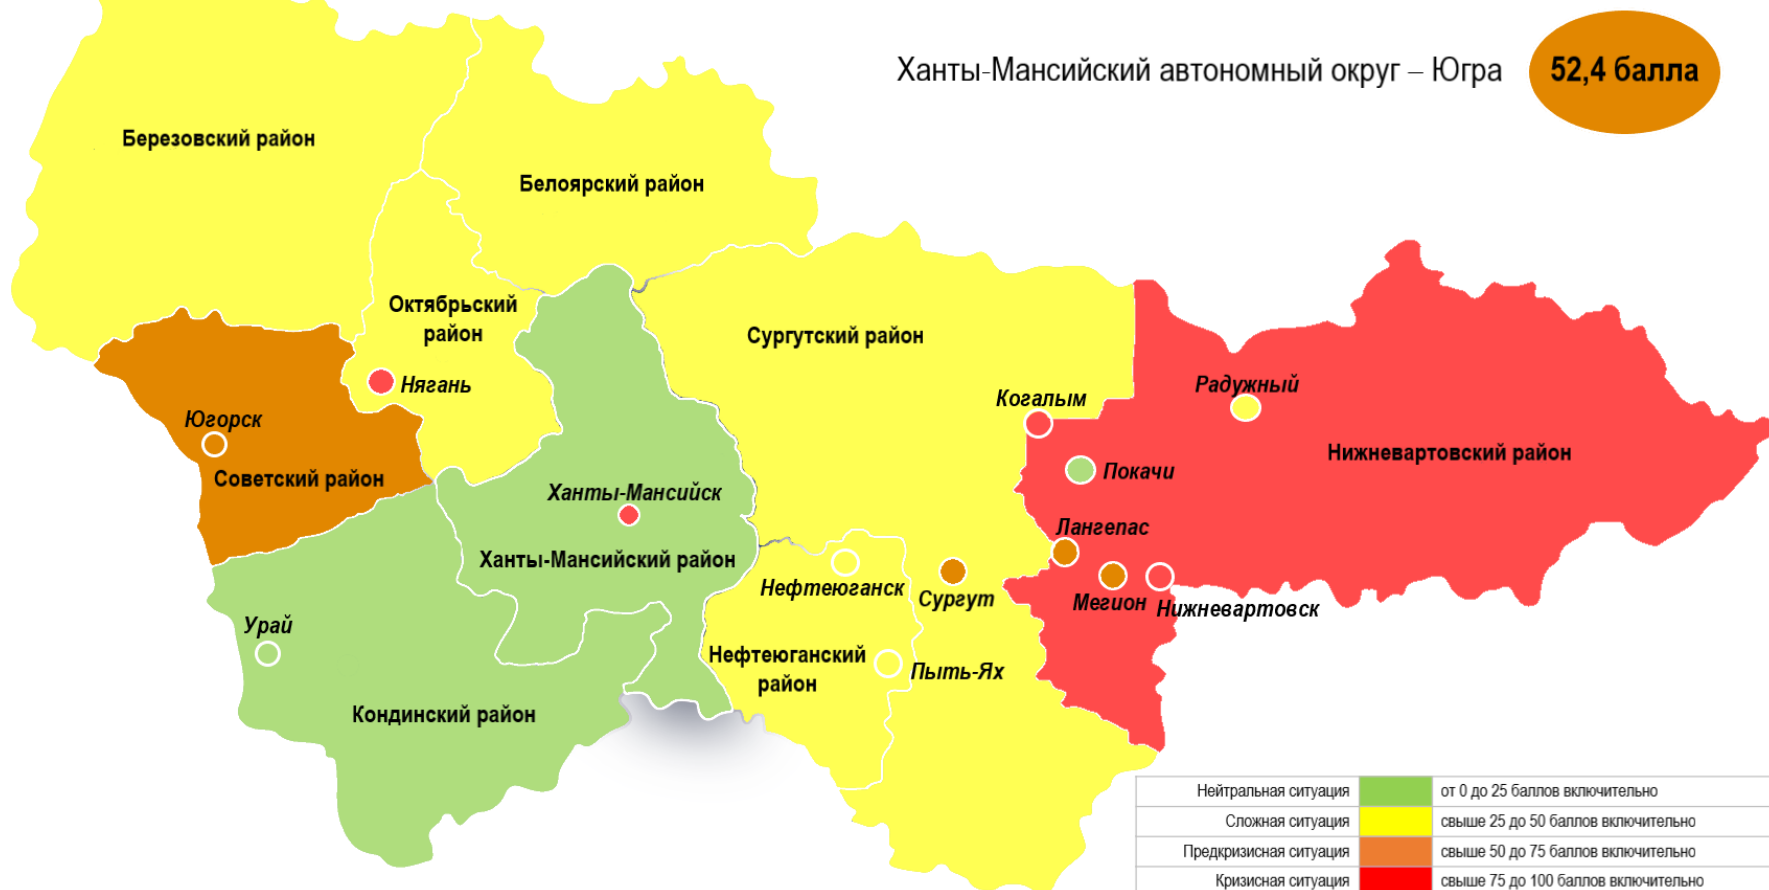 Ханты-Мансийский автономный округ – Югра
52,4 балла
Березовский район
Белоярский район
Октябрьский
район
Сургутский район
Нягань
Когалым
Радужный
Югорск
Нижневартовский район
Советский район
Покачи
Ханты-Мансийск
Лангепас
Ханты-Мансийский район
Нефтеюганск
Сургут
Мегион
Нижневартовск
Урай
Нефтеюганский
район
Пыть-Ях
Кондинский район
Нейтральная ситуация от 0 до 25 баллов включительно
Сложная ситуация свыше 25 до 50 баллов включительно
Предкризисная ситуация свыше 50 до 75 баллов включительно
Кризисная ситуация свыше 75 до 100 баллов включительно